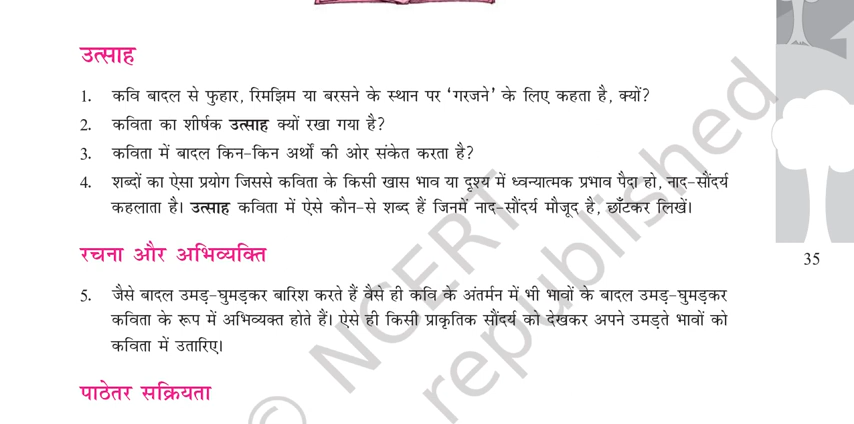 उत्साह
1. कवि बादल से फुहार, रिमझिम या बरसने के स्थान पर ‘गरजने’ के लिए कहता है, क्यों?
2. कविता का शीर्षक उत्साह क्यों रखा गया है?
3. कविता में बादल किन-किन अर्थों की ओर संकेत करता है?
4. शब्दों का ऐसा प्रयोग जिससे कविता के किसी खास भाव या दृश्य में ध्वन्यात्मक प्रभाव पैदा हो, नाद-सौंदर्य
कहलाता है। उत्साह कविता में ऐसे कौन-से शब्द हैं जिनमें नाद-सौंदर्य मौजूद है, छाँटकर लिखें।
रचना और अभिव्यक्ति
35
5. जैसे बादल उमड़-घुमड़कर बारिश करते हैं वैसे ही कवि के अंतर्मन में भी भावों के बादल उमड़-घुमड़कर
कविता के रूप में अभिव्यक्त होते हैं। ऐसे ही किसी प्राकृतिक सौंदर्य को देखकर अपने उमड़ते भावों को
कविता में उतारिए।
पाठेतर सक्रियता
© NCERT
republished